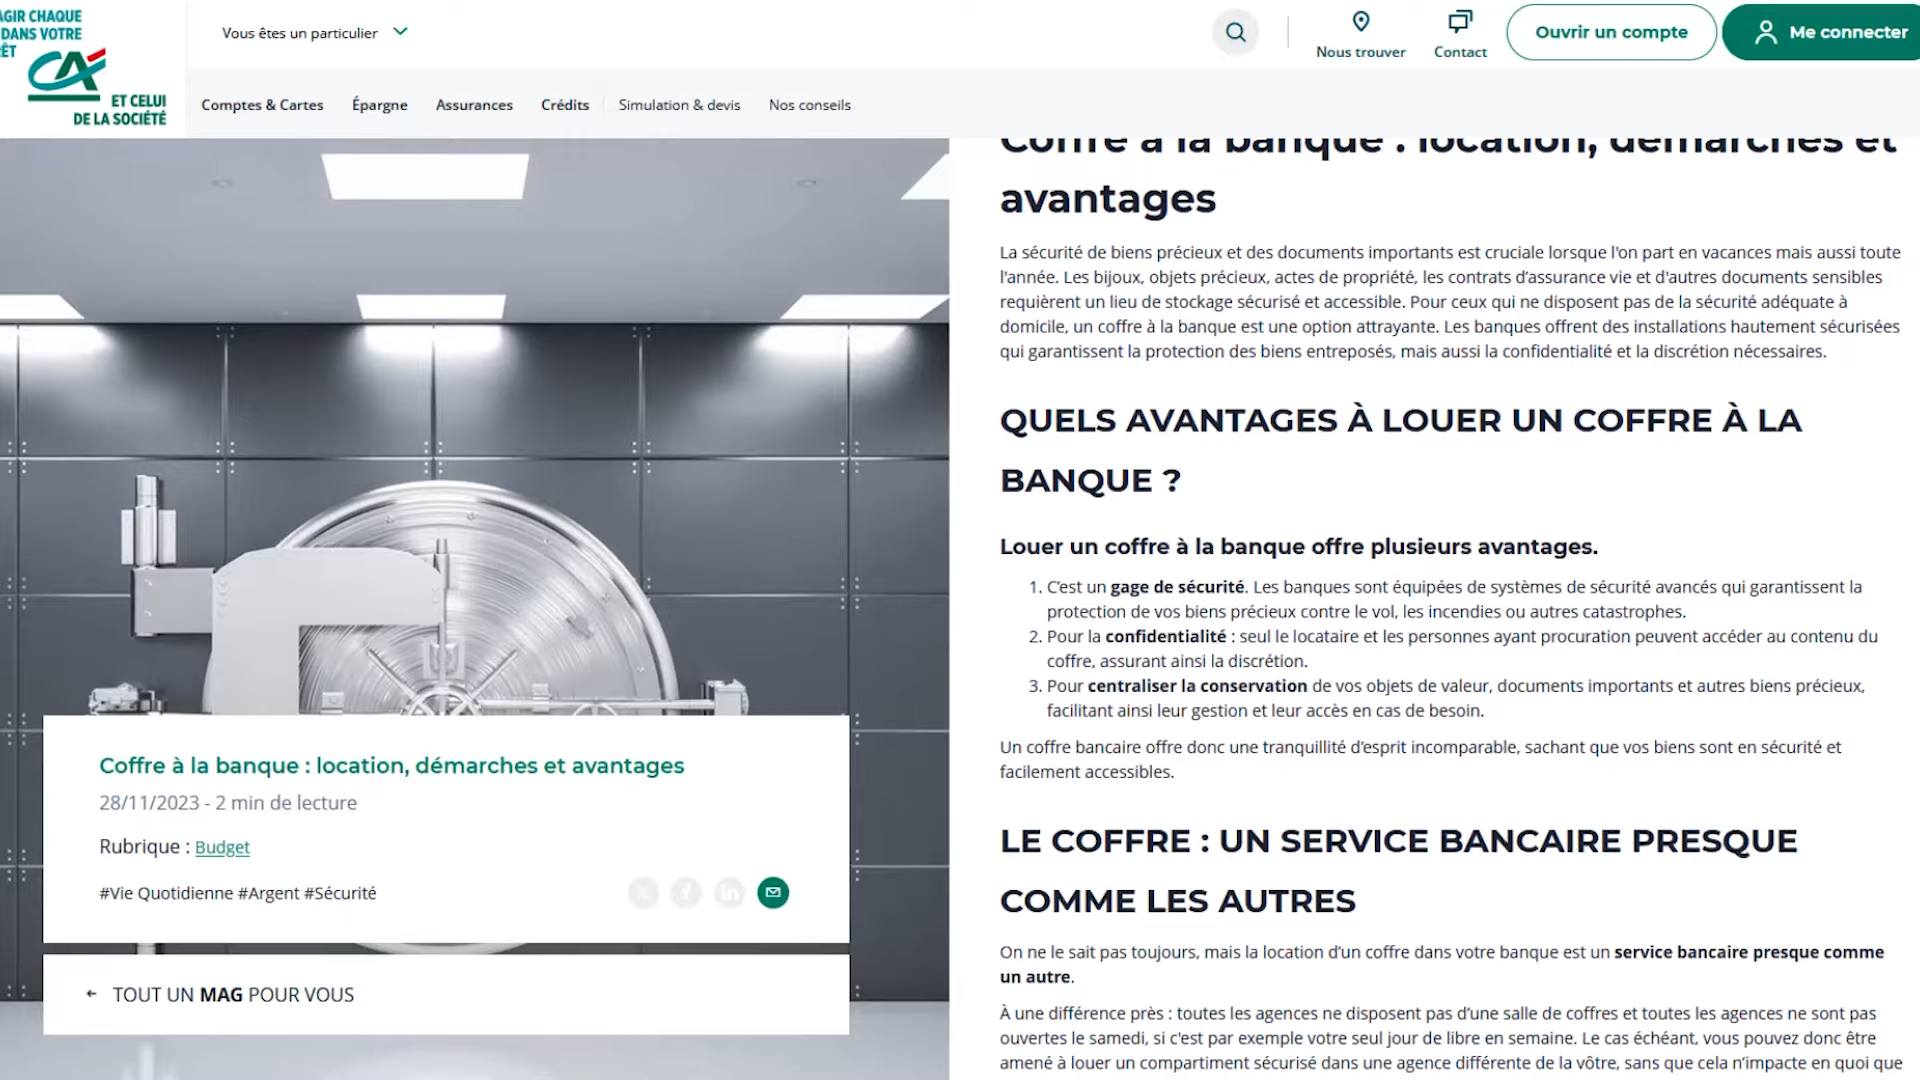 AGIR CHAQUE
DANS VOTRE
CA
ET CELUI
DE LA SOCIÉTÉ
Vous êtes un particulier
Nous trouver
Contact
Ouvrir un compte
Me connecter
Comptes & Cartes
Épargne
Assurances
Crédits
Simulation & devis
Nos conseils
Coffre à la banque : location, démarches et avantages
28/11/2023 - 2 min de lecture
Rubrique : Budget
#Vie Quotidienne #Argent #Sécurité
TOUT UN MAG POUR VOUS
Coffre à la banque : location, démarches et
avantages
La sécurité de biens précieux et des documents importants est cruciale lorsque l'on part en vacances mais aussi toute
l'année. Les bijoux, objets précieux, actes de propriété, les contrats d’assurance vie et d'autres documents sensibles
requièrent un lieu de stockage sécurisé et accessible. Pour ceux qui ne disposent pas de la sécurité adéquate à
domicile, un coffre à la banque est une option attrayante. Les banques offrent des installations hautement sécurisées
qui garantissent la protection des biens entreposés, mais aussi la confidentialité et la discrétion nécessaires.
QUELS AVANTAGES À LOUER UN COFFRE À LA
BANQUE ?
Louer un coffre à la banque offre plusieurs avantages.
1. C’est un gage de sécurité. Les banques sont équipées de systèmes de sécurité avancés qui garantissent la
protection de vos biens précieux contre le vol, les incendies ou autres catastrophes.
2. Pour la confidentialité : seul le locataire et les personnes ayant procuration peuvent accéder au contenu du
coffre, assurant ainsi la discrétion.
3. Pour centraliser la conservation de vos objets de valeur, documents importants et autres biens précieux,
facilitant ainsi leur gestion et leur accès en cas de besoin.
Un coffre bancaire offre donc une tranquillité d’esprit incomparable, sachant que vos biens sont en sécurité et
facilement accessibles.
LE COFFRE : UN SERVICE BANCAIRE PRESQUE
COMME LES AUTRES
On ne le sait pas toujours, mais la location d’un coffre dans votre banque est un service bancaire presque comme
un autre.
À une différence près : toutes les agences ne disposent pas d’une salle de coffres et toutes les agences ne sont pas
ouvertes le samedi, si c'est par exemple votre seul jour de libre en semaine. Le cas échéant, vous pouvez donc être
amené à louer un compartiment sécurisé dans une agence différente de la vôtre, sans que cela n’impacte en quoi que